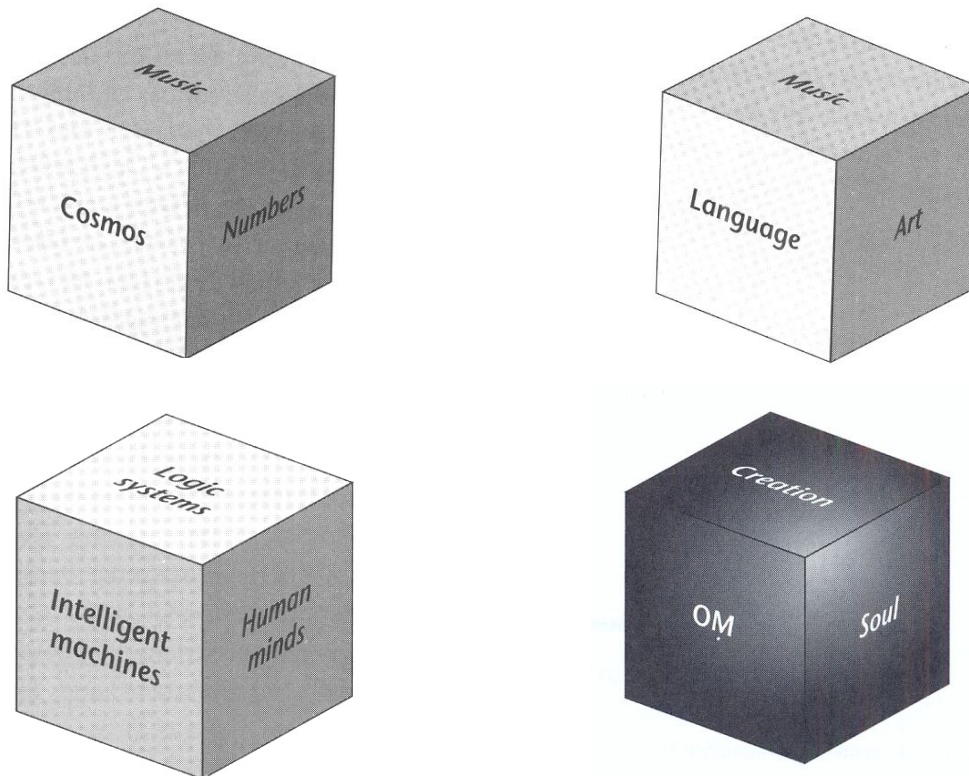 Music
Cosmos
Numbers
Music
Language
Art
Logic
systems
Intelligent
machines
Human
minds
Creation
OṂ
Soul